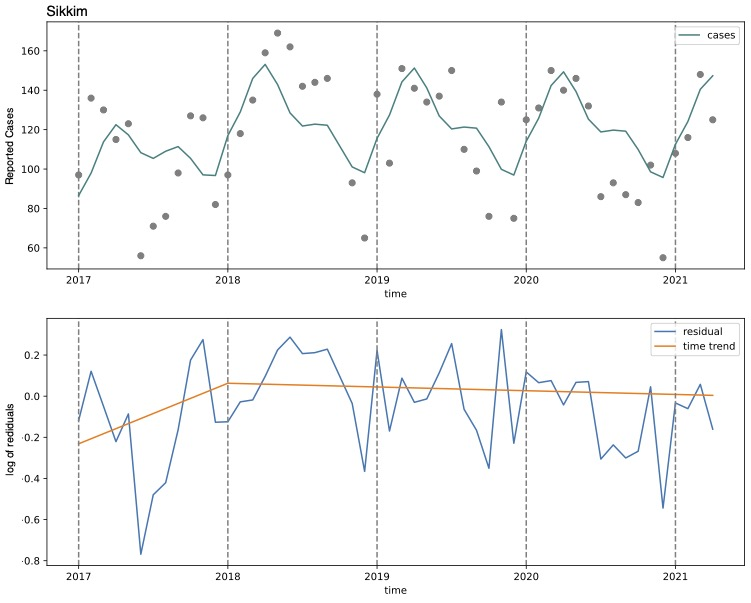 Sikkim
cases
160
140
120
100
80
60
Reported Cases
2017 2018 2019 2020 2021
time
residual
time trend
0.2
0.0
-0.2
-0.4
-0.6
-0.8
log of rediduals
2017 2018 2019 2020 2021
time